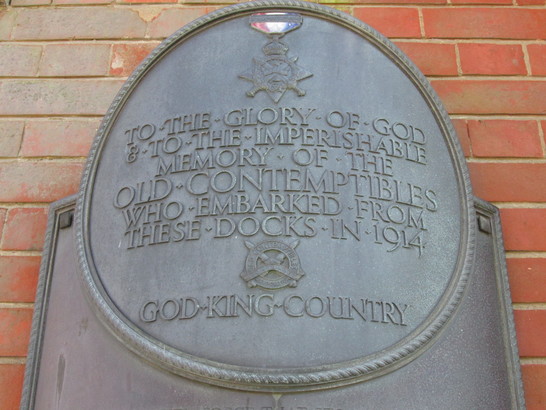 TO·THE·GLORY·OF·GOD
&·TO·THE·IMPERISHABLE
MEMORY·OF·THE
OLD·CONTEMPTIBLES
WHO·EMBARKED·FROM
THESE·DOCKS·IN·1914
GOD·KING·COUNTRY